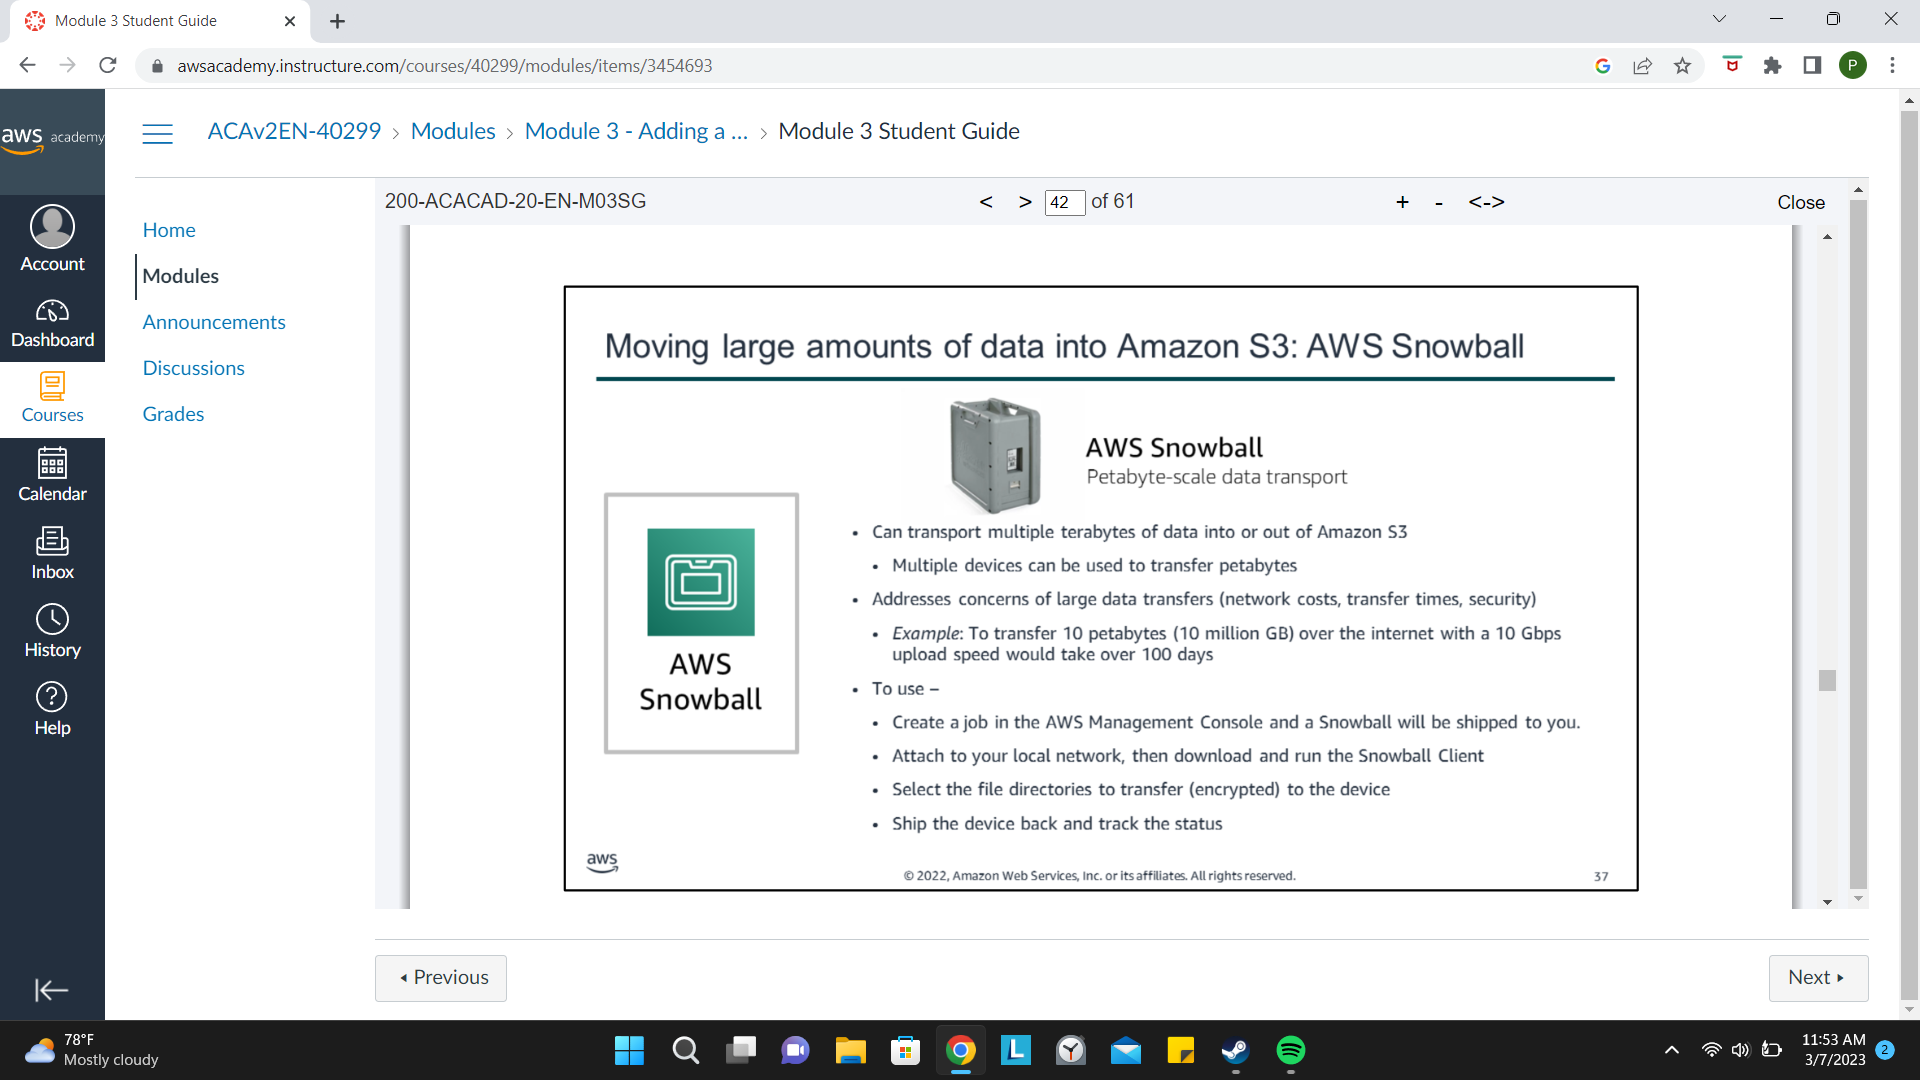 Module 3 Student Guide
awsacademy.instructure.com/courses/40299/modules/items/3454693
P
aws academy
ACAv2EN-40299 › Modules › Module 3 - Adding a ... › Module 3 Student Guide
Account
Dashboard
Courses
Calendar
Inbox
History
Help
Home
Modules
Announcements
Discussions
Grades
200-ACACAD-20-EN-M03SG
< > 42 of 61
+ - <-> Close
Moving large amounts of data into Amazon S3: AWS Snowball
AWS Snowball
Petabyte-scale data transport
AWS
Snowball
• Can transport multiple terabytes of data into or out of Amazon S3
• Multiple devices can be used to transfer petabytes
• Addresses concerns of large data transfers (network costs, transfer times, security)
• Example: To transfer 10 petabytes (10 million GB) over the internet with a 10 Gbps
upload speed would take over 100 days
• To use –
• Create a job in the AWS Management Console and a Snowball will be shipped to you.
• Attach to your local network, then download and run the Snowball Client
• Select the file directories to transfer (encrypted) to the device
• Ship the device back and track the status
aws
© 2022, Amazon Web Services, Inc. or its affiliates. All rights reserved.
37
Previous
Next
78°F
Mostly cloudy
L
11:53 AM
3/7/2023
2